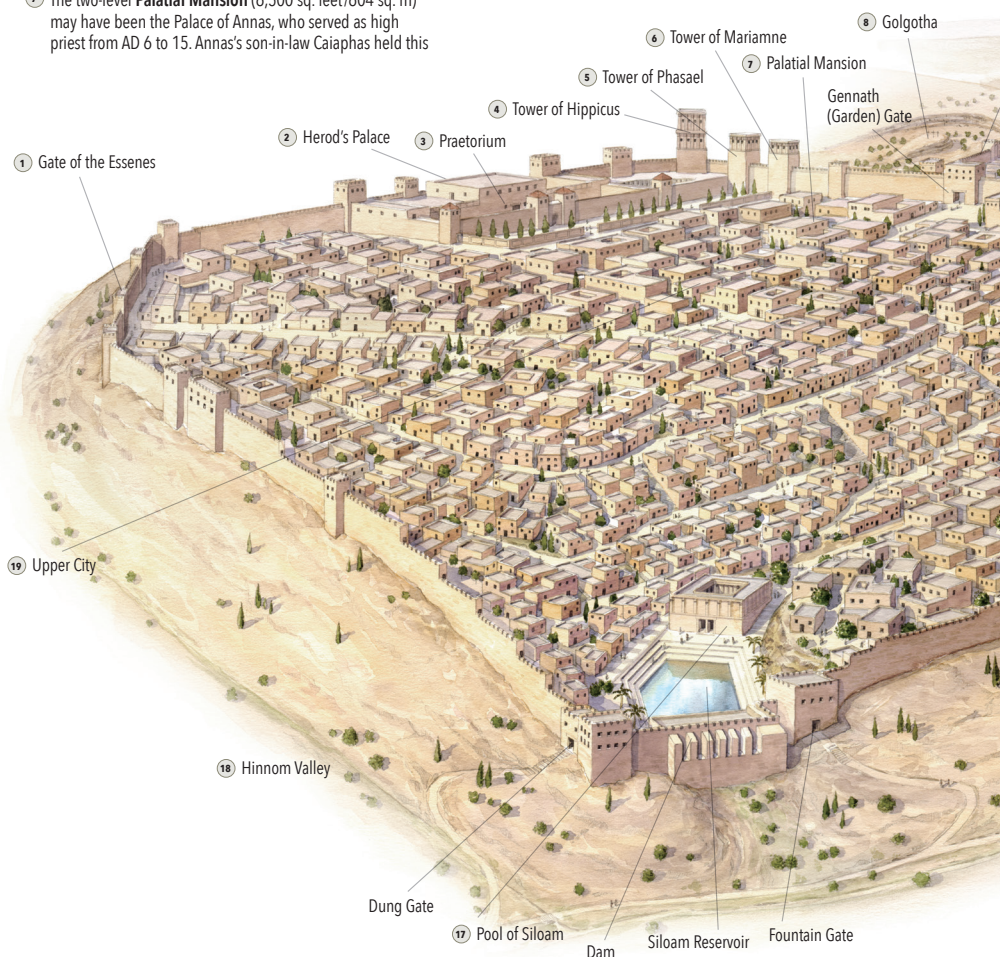 7 The two-level Palatial Mansion (6,500 sq. feet/604 sq. m)
may have been the Palace of Annas, who served as high
priest from AD 6 to 15. Annas's son-in-law Caiaphas held this
8 Golgotha
6 Tower of Mariamne
7 Palatial Mansion
5 Tower of Phasael
Gennath
(Garden) Gate
4 Tower of Hippicus
2 Herod's Palace
3 Praetorium
1 Gate of the Essenes
19 Upper City
18 Hinnom Valley
Dung Gate
17 Pool of Siloam
Dam
Siloam Reservoir
Fountain Gate